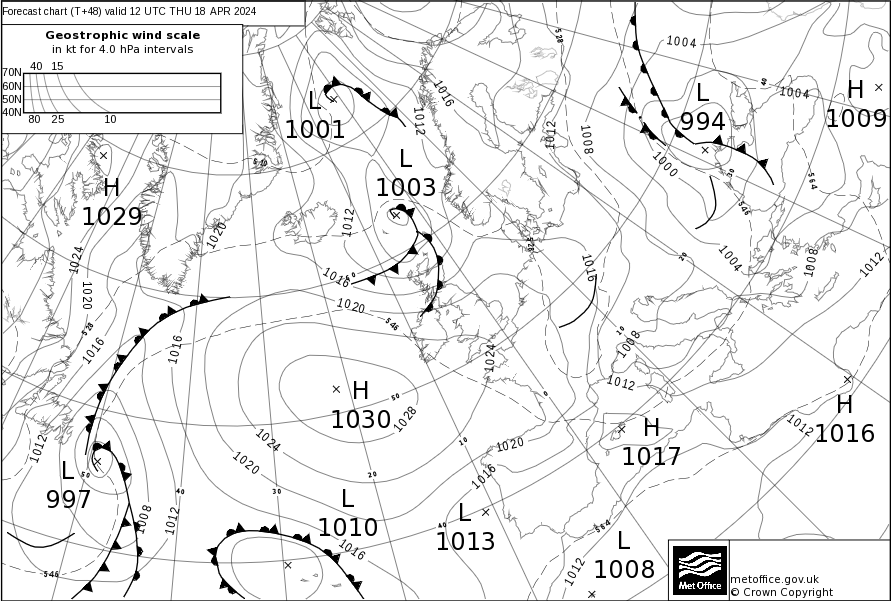 Forecast chart (T+48) valid 12 UTC THU 18 APR 2024
Geostrophic wind scale
in kt for 4.0 hPa intervals
40 15
70N
60N
50N
40N
80 25 10
L
1001
L
1003
H
1029
L
994
H
1009
H
1030
L
997
L
1010
L
1013
H
1017
H
1016
L
1008
1004
1004
1016
1012
1012
1008
1000
528
40
564
546
30
20
1004
1008
1012
510
1012
1020
1024
1020
528
1016
1016
1016
0
1020
546
528
1016
10
1008
1012
1024
0
50
1028
1024
1020
1012
50
1020
10
1016
20
30
40
40
1012
1008
1012
1016
564
1012
546
Met Office
metoffice.gov.uk
© Crown Copyright